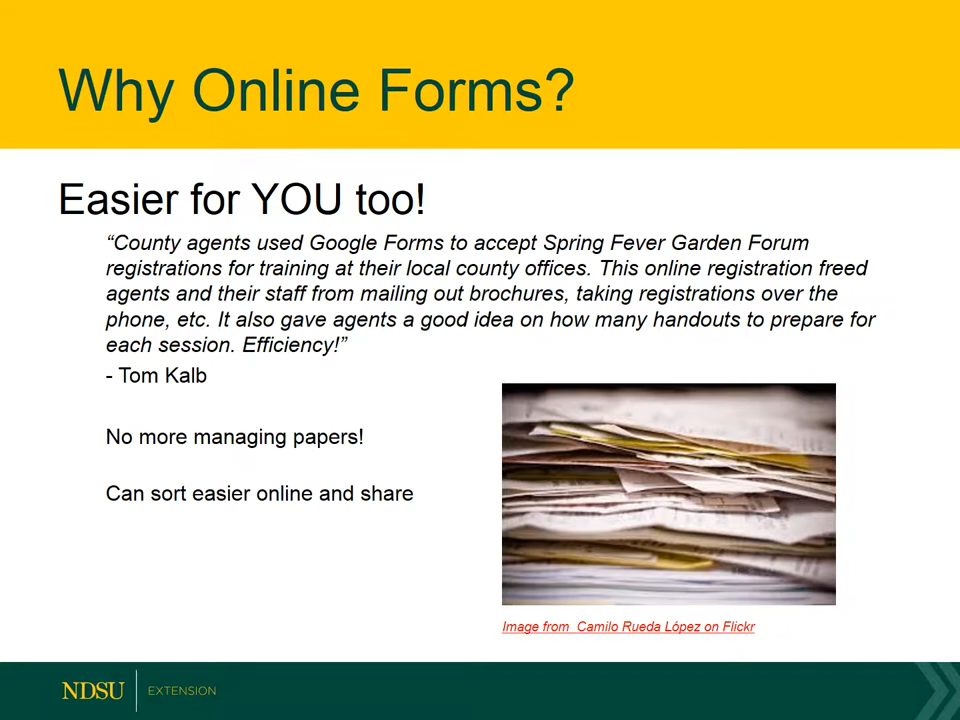 Why Online Forms?
Easier for YOU too!
“County agents used Google Forms to accept Spring Fever Garden Forum
registrations for training at their local county offices. This online registration freed
agents and their staff from mailing out brochures, taking registrations over the
phone, etc. It also gave agents a good idea on how many handouts to prepare for
each session. Efficiency!”
- Tom Kalb
No more managing papers!
Can sort easier online and share
Image from  Camilo Rueda López on Flickr
NDSU EXTENSION